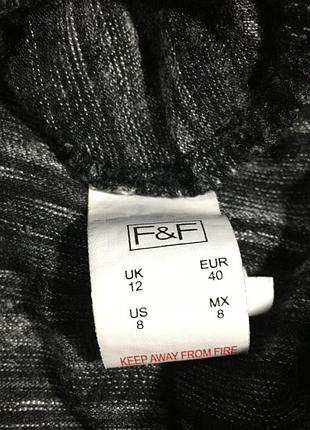 F&F
UK EUR
12 40
US MX
8 8
KEEP AWAY FROM FIRE